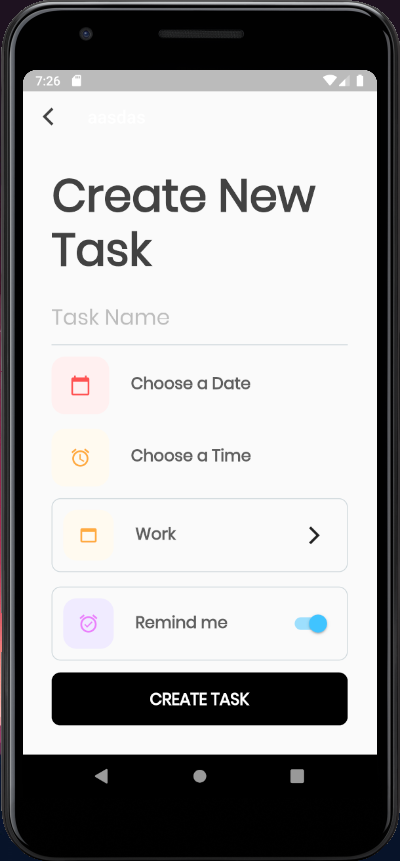 7:26
Create New
Task
Task Name
Choose a Date
Choose a Time
Work
Remind me
CREATE TASK